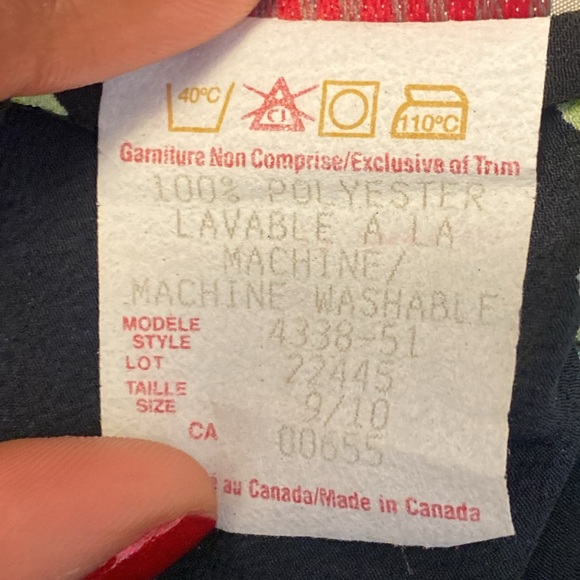 40°C Cl 110°C
Garniture Non Comprise/Exclusive of Trim
100% POLYESTER
LAVABLE A LA
MACHINE/
MACHINE WASHABLE
MODÈLE
STYLE 4338-51
LOT 22445
TAILLE
SIZE 9/10
CA 00655
é au Canada/Made in Canada